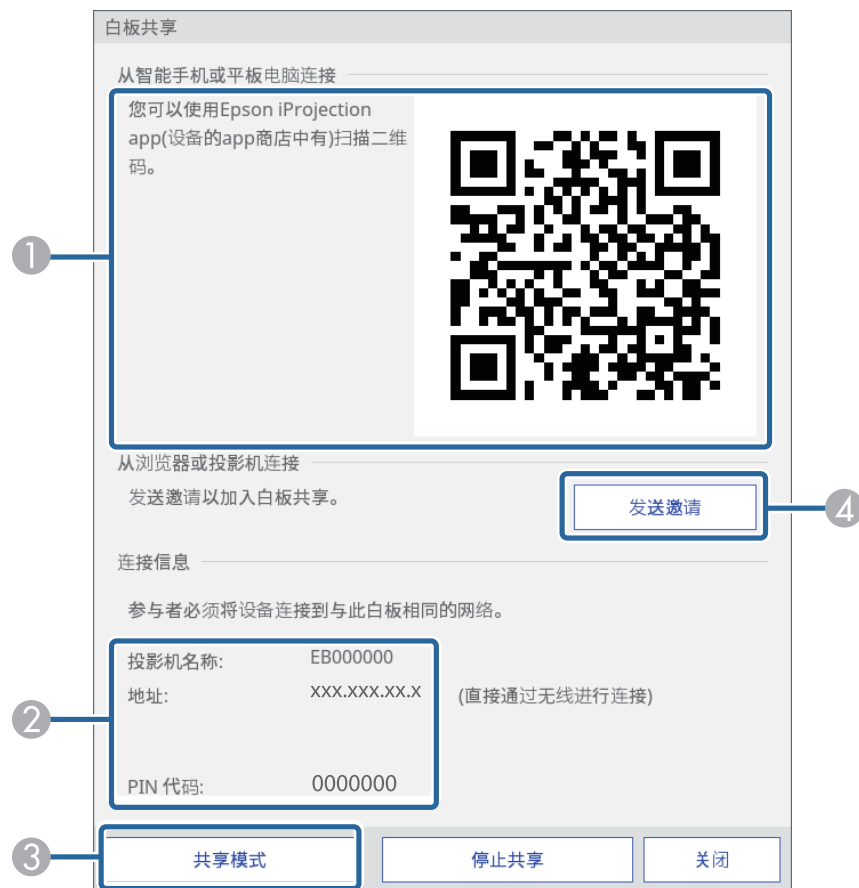 白板共享
从智能手机或平板电脑连接
您可以使用Epson iProjection
app(设备的app商店中有)扫描二维
码。
1
从浏览器或投影机连接
发送邀请以加入白板共享。
发送邀请
4
连接信息
参与者必须将设备连接到与此白板相同的网络。
投影机名称: EB000000
地址: xxx.xxx.xx.x (直接通过无线进行连接)
2
PIN 代码: 0000000
3
共享模式 停止共享 关闭